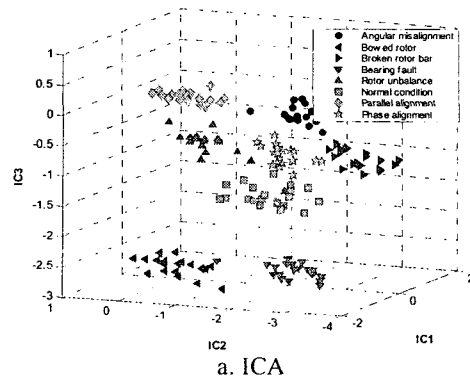 Angular misalignment
Bowed rotor
Broken rotor bar
Bearing fault
Rotor unbalance
Normal condition
Parallel alignment
Phase alignment
IC3
1
0.5
0
-0.5
-1
-1.5
-2
-2.5
-3
1
0
-1
-2
-3
-4
-2
0
2
IC2
IC1
a. ICA